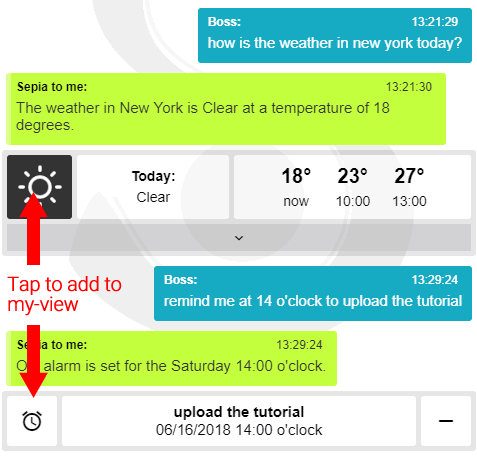 Boss: 13:21:29
how is the weather in new york today?
Sepia to me: 13:21:30
The weather in New York is Clear at a temperature of 18
degrees.
Today:
Clear
18° 23° 27°
now 10:00 13:00
Tap to add to
my-view
Boss: 13:29:24
remind me at 14 o'clock to upload the tutorial
Sepia to me: 13:29:24
alarm is set for the Saturday 14:00 o'clock.
upload the tutorial
06/16/2018 14:00 o'clock